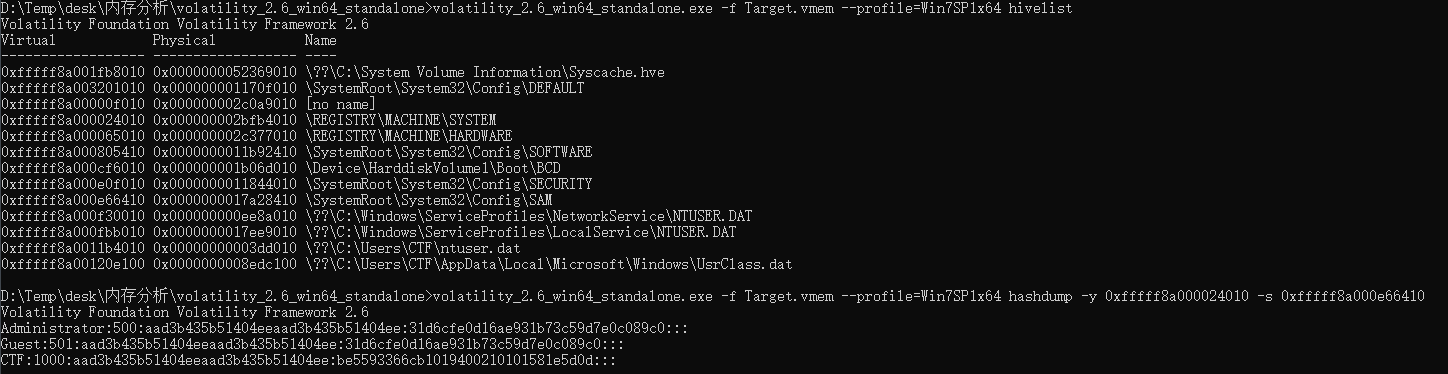 D:\Temp\desk\内存分析\volatility_2.6_win64_standalone>volatility_2.6_win64_standalone.exe -f Target.vmem --profile=Win7SP1x64 hivelist
Volatility Foundation Volatility Framework 2.6
Virtual            Physical           Name
------------------ ------------------ ----
0xfffff8a001fb8010 0x0000000052369010 \??\C:\System Volume Information\Syscache.hve
0xfffff8a003201010 0x000000001170f010 \SystemRoot\System32\Config\DEFAULT
0xfffff8a00000f010 0x000000002c0a9010 [no name]
0xfffff8a000024010 0x000000002bfb4010 \REGISTRY\MACHINE\SYSTEM
0xfffff8a000065010 0x000000002c377010 \REGISTRY\MACHINE\HARDWARE
0xfffff8a000805410 0x0000000011b92410 \SystemRoot\System32\Config\SOFTWARE
0xfffff8a000cf6010 0x000000001b06d010 \Device\HarddiskVolume1\Boot\BCD
0xfffff8a000e0f010 0x0000000011844010 \SystemRoot\System32\Config\SECURITY
0xfffff8a000e66410 0x0000000017a28410 \SystemRoot\System32\Config\SAM
0xfffff8a000f30010 0x000000000ee8a010 \??\C:\Windows\ServiceProfiles\NetworkService\NTUSER.DAT
0xfffff8a000fbb010 0x0000000017ee9010 \??\C:\Windows\ServiceProfiles\LocalService\NTUSER.DAT
0xfffff8a0011b4010 0x00000000003dd010 \??\C:\Users\CTF\ntuser.dat
0xfffff8a00120e100 0x0000000008edc100 \??\C:\Users\CTF\AppData\Local\Microsoft\Windows\UsrClass.dat
D:\Temp\desk\内存分析\volatility_2.6_win64_standalone>volatility_2.6_win64_standalone.exe -f Target.vmem --profile=Win7SP1x64 hashdump -y 0xfffff8a000024010 -s 0xfffff8a000e66410
Volatility Foundation Volatility Framework 2.6
Administrator:500:aad3b435b51404eeaad3b435b51404ee:31d6cfe0d16ae931b73c59d7e0c089c0:::
Guest:501:aad3b435b51404eeaad3b435b51404ee:31d6cfe0d16ae931b73c59d7e0c089c0:::
CTF:1000:aad3b435b51404eeaad3b435b51404ee:be5593366cb1019400210101581e5d0d:::